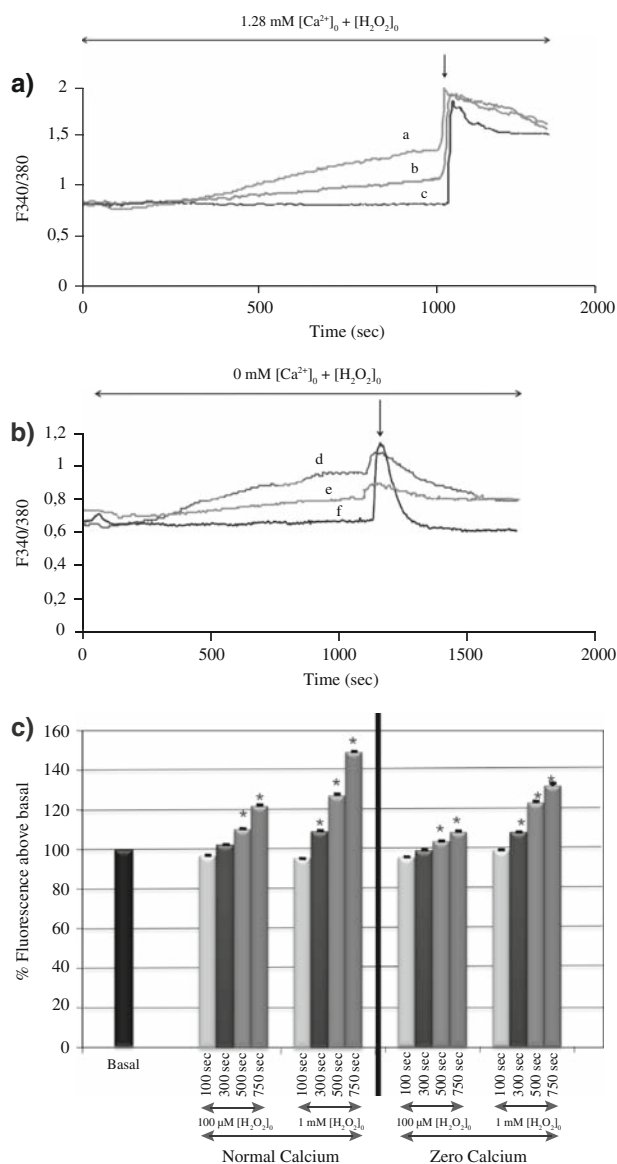 1.28 mM [Ca²⁺]₀ + [H₂O₂]₀
a)
2
1,5
1
0,5
0
F340/380
a
b
c
0 500 1000 2000
Time (sec)
0 mM [Ca²⁺]₀ + [H₂O₂]₀
b)
1,2
1
0,8
0,6
0,4
0,2
0
F340/380
d
e
f
0 500 1000 1500 2000
Time (sec)
c)
160
140
120
100
80
60
40
20
0
% Fluorescence above basal
* * * * * * * * * *
Basal
100 sec 300 sec 500 sec 750 sec 100 sec 300 sec 500 sec 750 sec 100 sec 300 sec 500 sec 750 sec 100 sec 300 sec 500 sec 750 sec
100 µM [H₂O₂]₀ 1 mM [H₂O₂]₀ 100 µM [H₂O₂]₀ 1 mM [H₂O₂]₀
Normal Calcium Zero Calcium